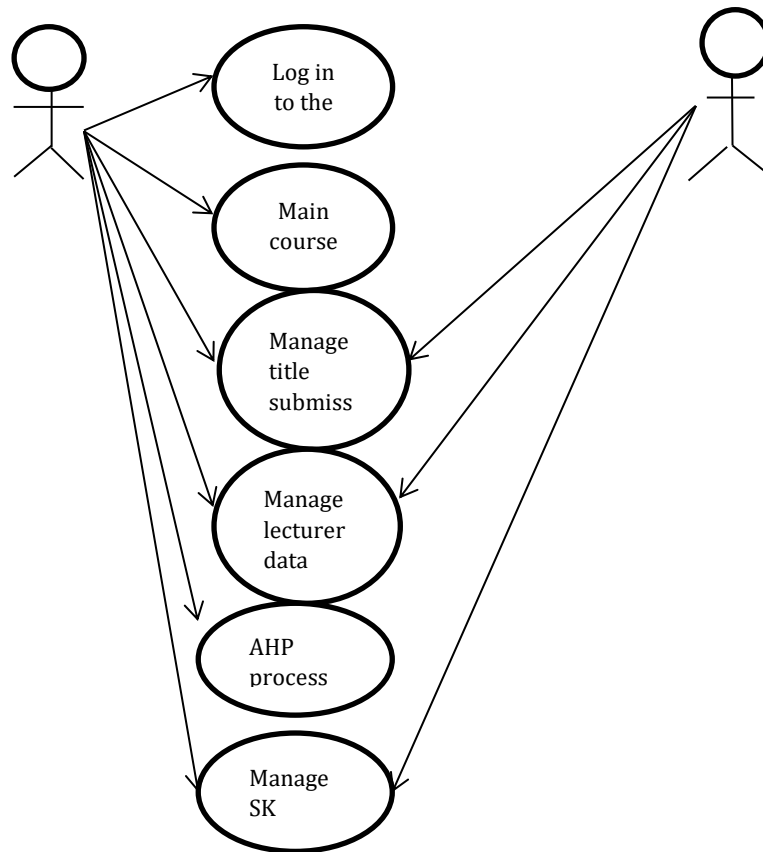 Log in
to the
Main
course
Manage
title
submiss
Manage
lecturer
data
AHP
process
Manage
SK